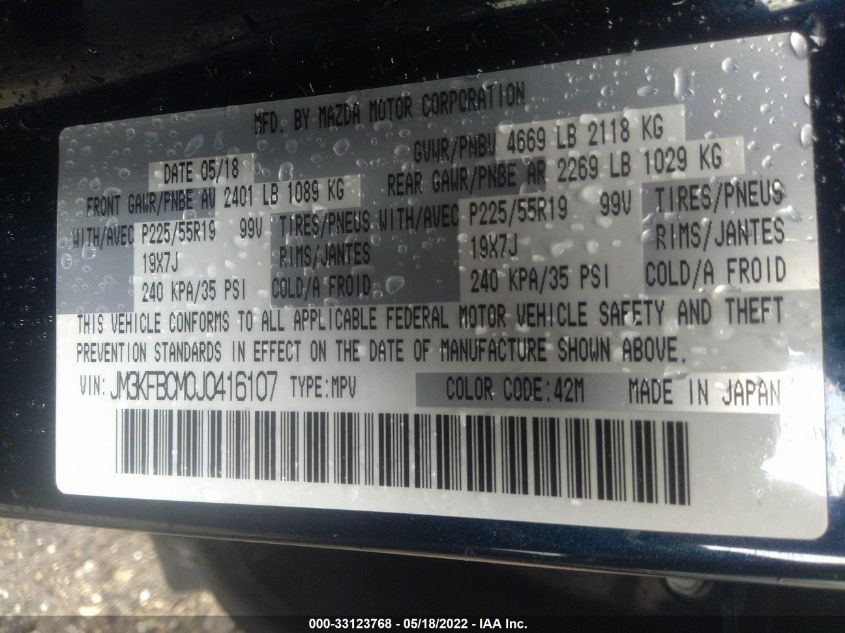 MFD. BY MAZDA MOTOR CORPORATION
DATE 05/18 GVWR/PNBV 4669 LB 2118 KG
FRONT GAWR/PNBE AV 2401 LB 1089 KG REAR GAWR/PNBE AR 2269 LB 1029 KG
WITH/AVEC P225/55R19 99V TIRES/PNEUS WITH/AVEC P225/55R19 99V TIRES/PNEUS
19X7J RIMS/JANTES 19X7J RIMS/JANTES
240 KPA/35 PSI COLD/A FROID 240 KPA/35 PSI COLD/A FROID
THIS VEHICLE CONFORMS TO ALL APPLICABLE FEDERAL MOTOR VEHICLE SAFETY AND THEFT
PREVENTION STANDARDS IN EFFECT ON THE DATE OF MANUFACTURE SHOWN ABOVE.
VIN: JM3KFBCM0J0416107 TYPE:MPV COLOR CODE:42M MADE IN JAPAN
000-33123768 - 05/18/2022 - IAA Inc.